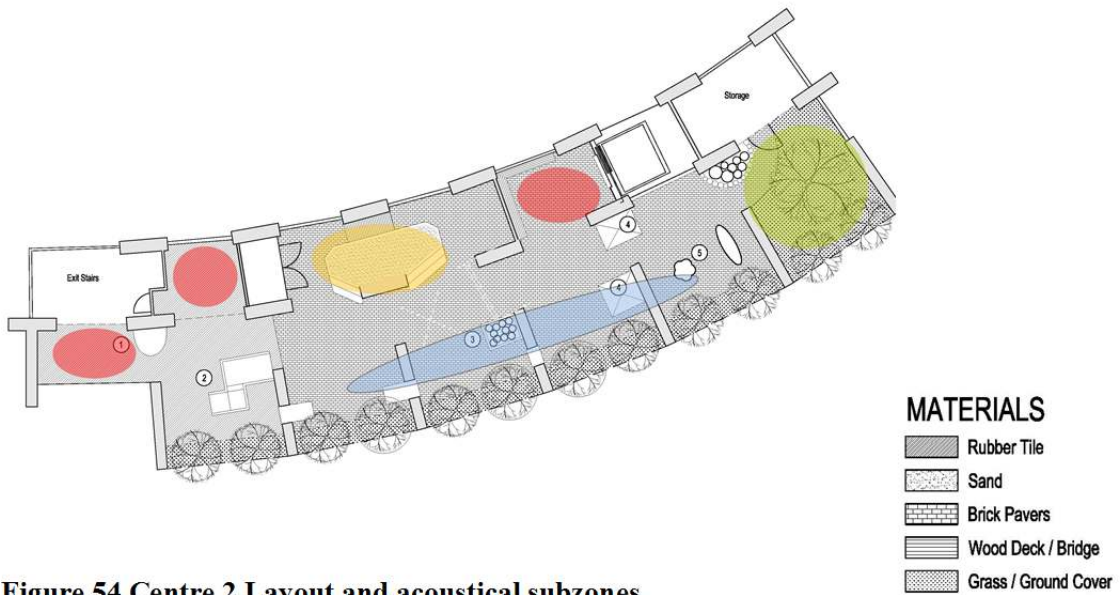 Storage
4
5
Exit Stairs
4
1
3
2
MATERIALS
Rubber Tile
Sand
Brick Pavers
Wood Deck / Bridge
Grass / Ground Cover
Figure 54 Centre 2 Layout and acoustical subzones